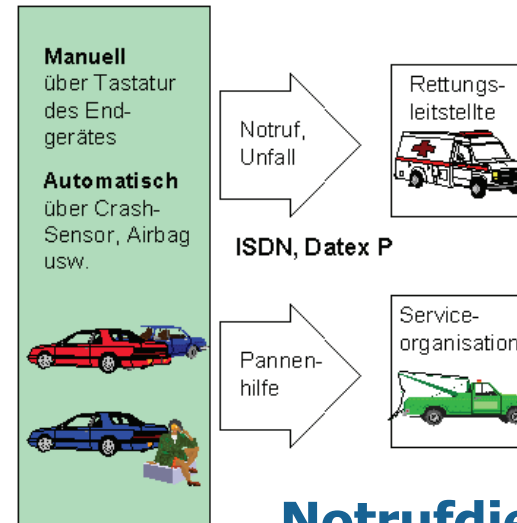 Manuell
über Tastatur
des End-
gerätes
Automatisch
über Crash-
Sensor, Airbag
usw.
Notruf,
Unfall
Rettungs-
leitstellte
ISDN, Datex P
Pannen-
hilfe
Service-
organisation